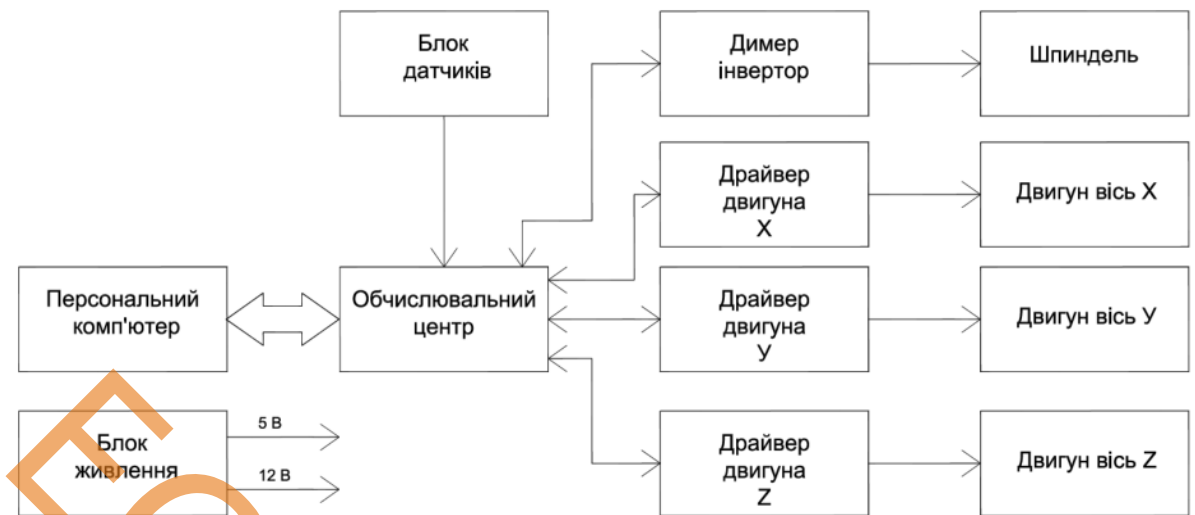 Блок
датчиків
Димер
інвертор
Шпиндель
Драйвер
двигуна
X
Двигун вісь X
Персональний
комп'ютер
Обчислювальний
центр
Драйвер
двигуна
У
Двигун вісь У
Блок
живлення
5 В
12 В
Драйвер
двигуна
Z
Двигун вісь Z